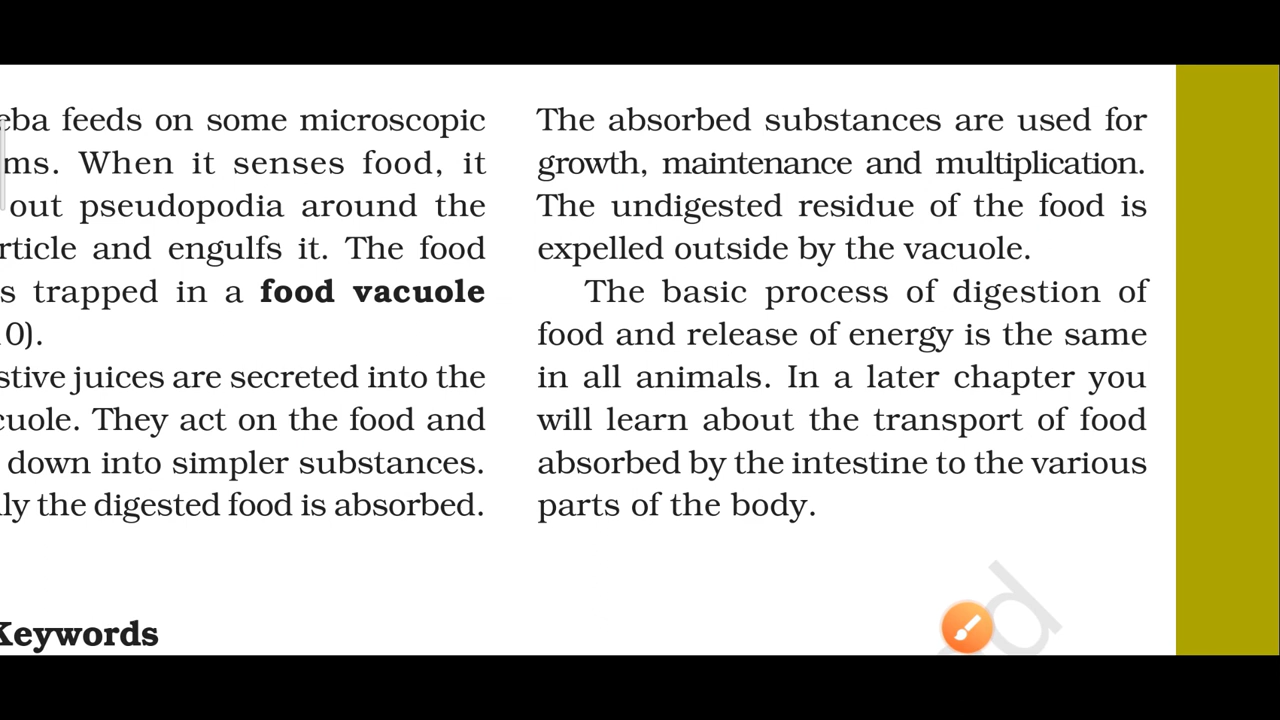 eba feeds on some microscopic
ms. When it senses food, it
out pseudopodia around the
rticle and engulfs it. The food
s trapped in a food vacuole
0).
stive juices are secreted into the
cuole. They act on the food and
down into simpler substances.
lly the digested food is absorbed.
The absorbed substances are used for
growth, maintenance and multiplication.
The undigested residue of the food is
expelled outside by the vacuole.
The basic process of digestion of
food and release of energy is the same
in all animals. In a later chapter you
will learn about the transport of food
absorbed by the intestine to the various
parts of the body.
Keywords